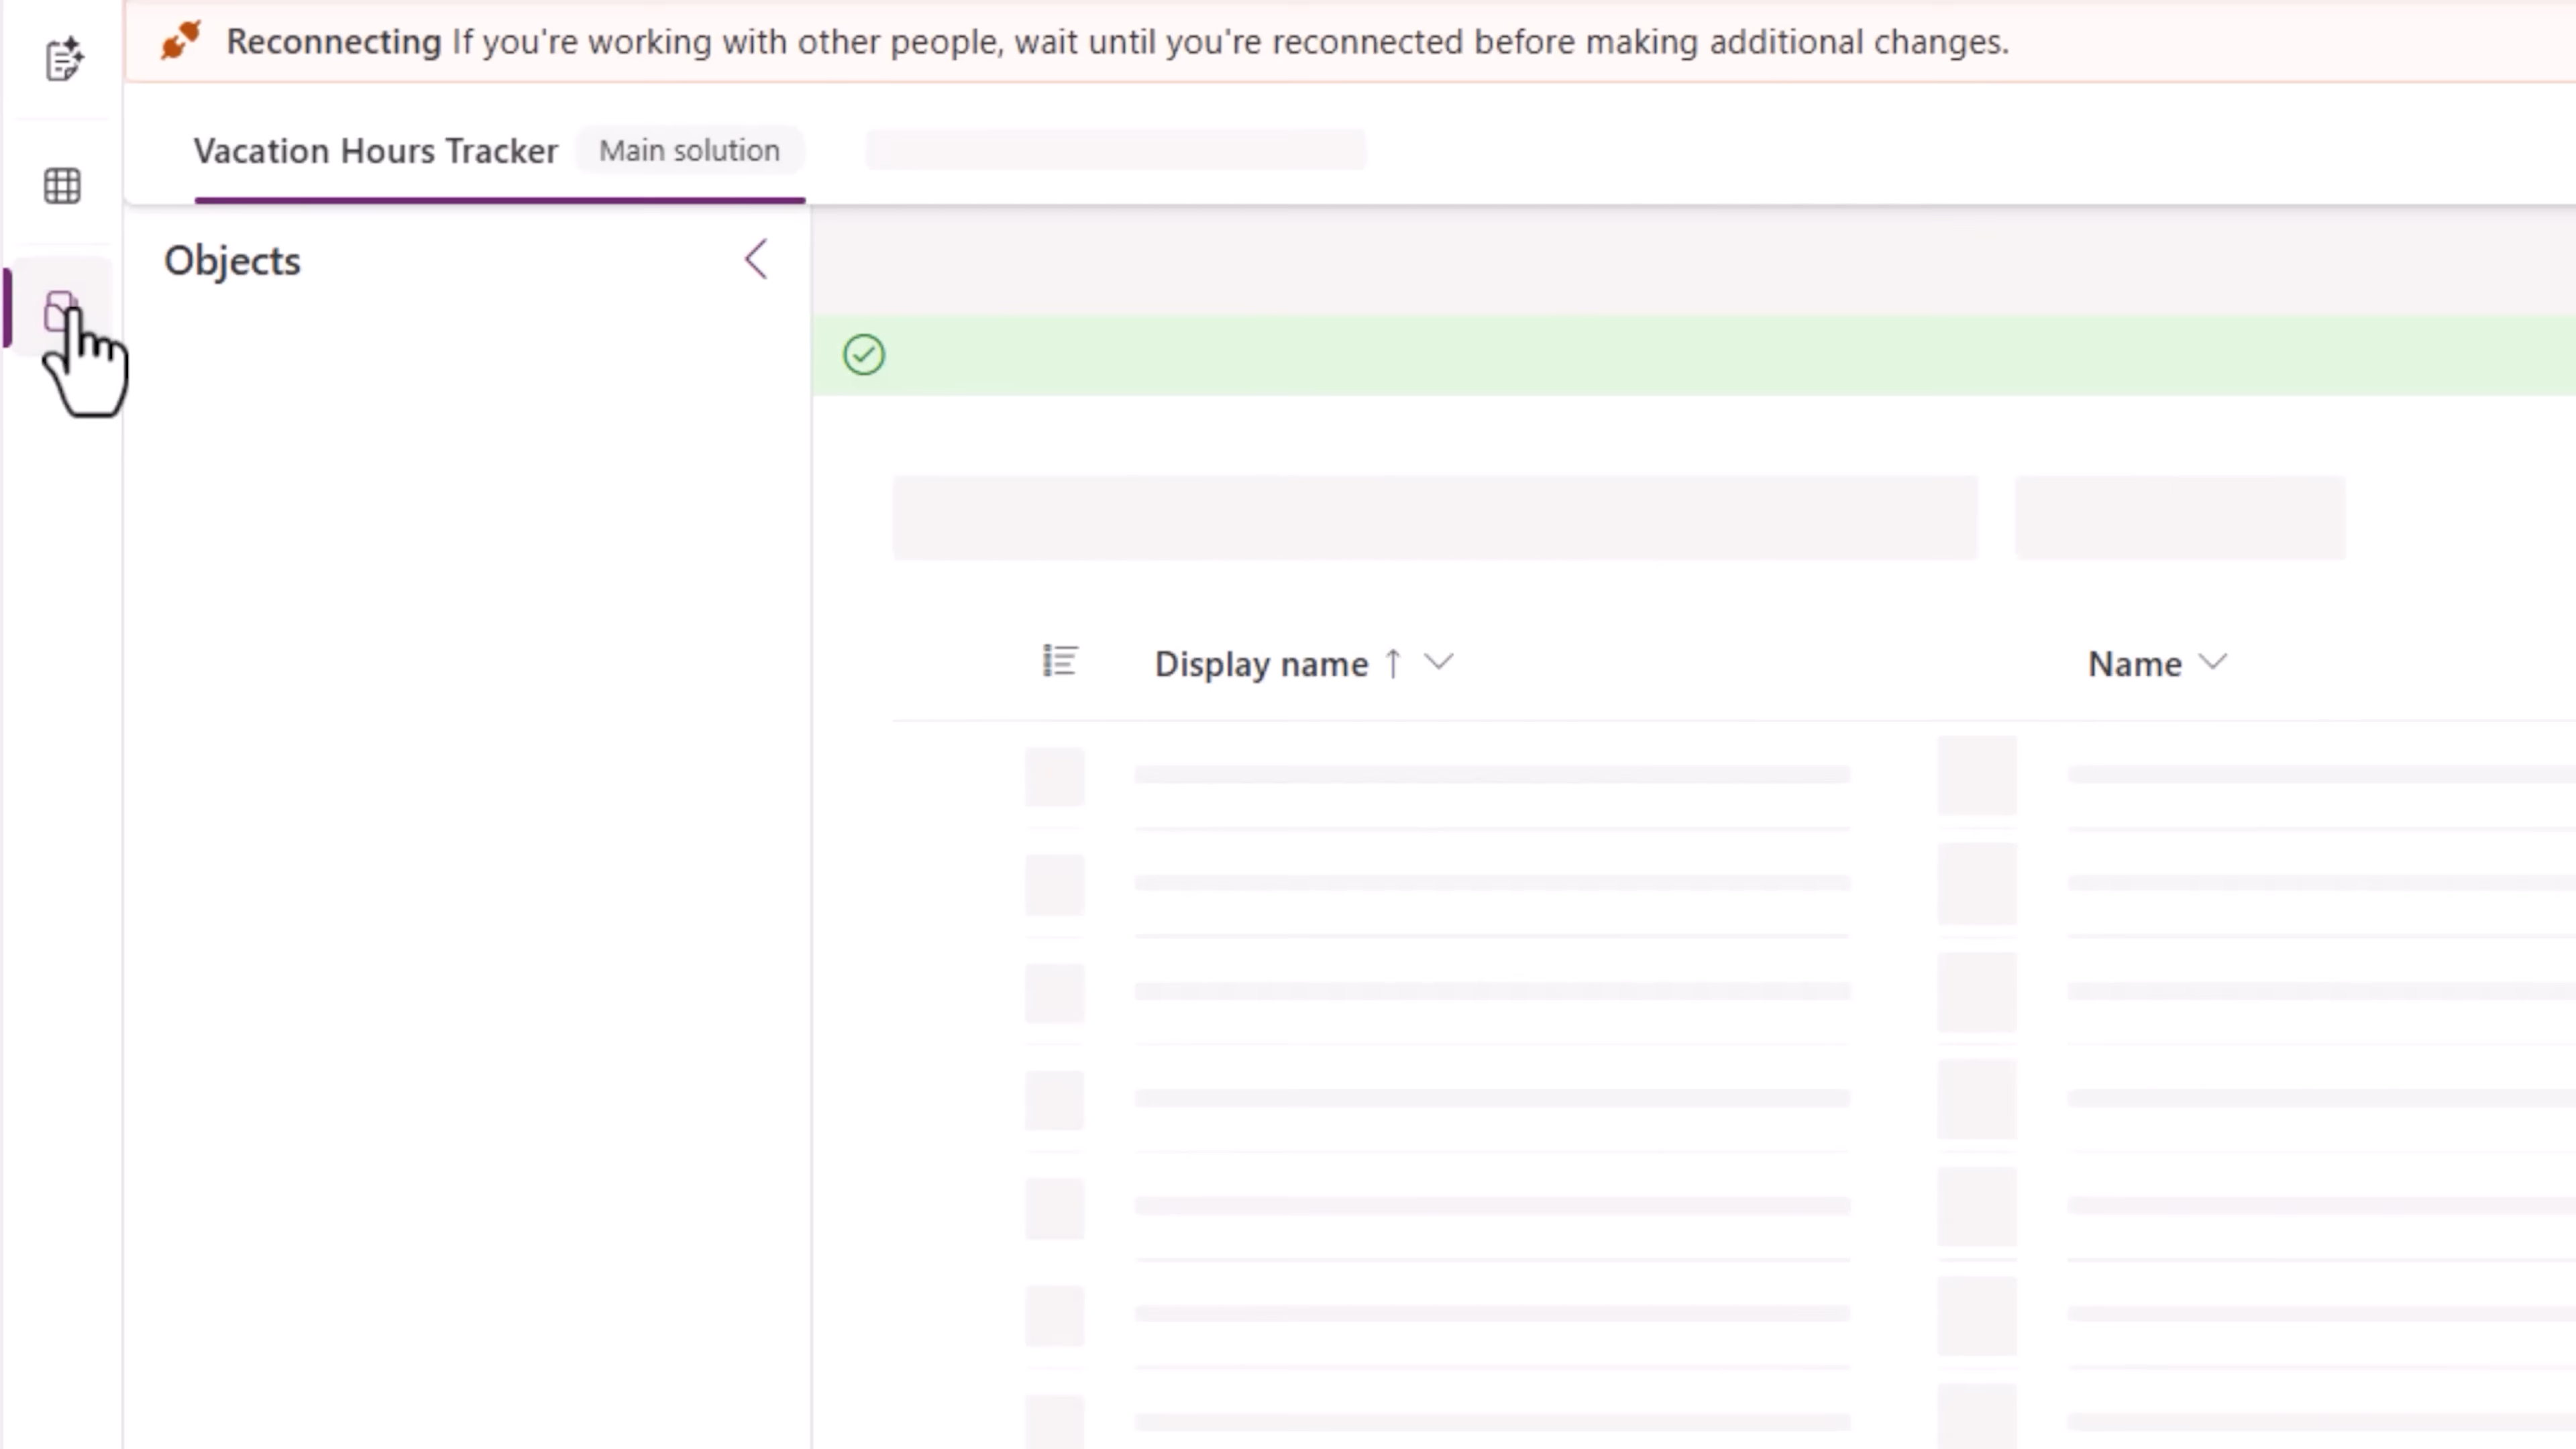 Reconnecting If you're working with other people, wait until you're reconnected before making additional changes.
Vacation Hours Tracker Main solution
Objects
Display name Name